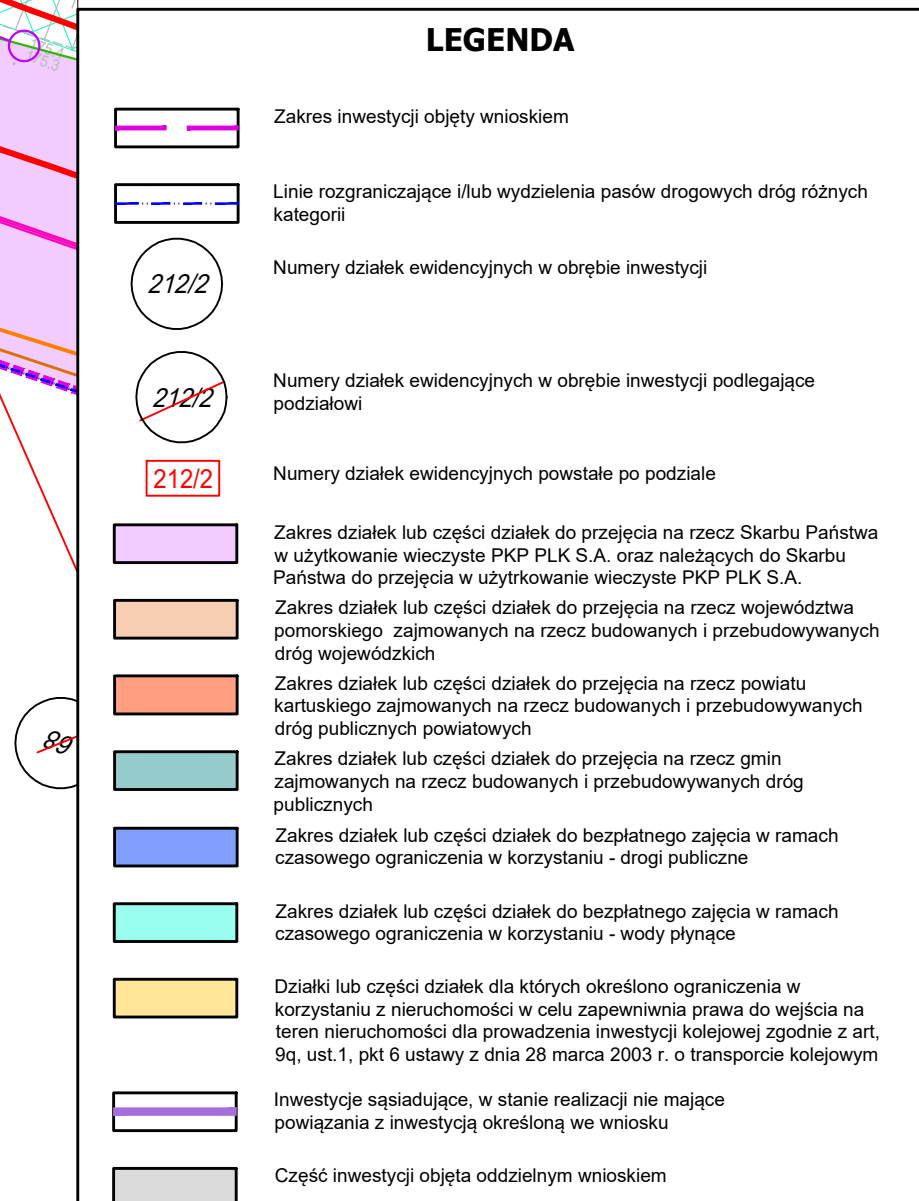 LEGENDA
175.4
175.3
Zakres inwestycji objęty wnioskiem
Linie rozgraniczające i/lub wydzielenia pasów drogowych dróg różnych
kategorii
212/2
Numery działek ewidencyjnych w obrębie inwestycji
212/2
Numery działek ewidencyjnych w obrębie inwestycji podlegające
podziałowi
212/2
Numery działek ewidencyjnych powstałe po podziale
Zakres działek lub części działek do przejęcia na rzecz Skarbu Państwa
w użytkowanie wieczyste PKP PLK S.A. oraz należących do Skarbu
Państwa do przejęcia w użytrkowanie wieczyste PKP PLK S.A.
Zakres działek lub części działek do przejęcia na rzecz województwa
pomorskiego zajmowanych na rzecz budowanych i przebudowywanych
dróg wojewódzkich
Zakres działek lub części działek do przejęcia na rzecz powiatu
kartuskiego zajmowanych na rzecz budowanych i przebudowywanych
dróg publicznych powiatowych
89
Zakres działek lub części działek do przejęcia na rzecz gmin
zajmowanych na rzecz budowanych i przebudowywanych dróg
publicznych
Zakres działek lub części działek do bezpłatnego zajęcia w ramach
czasowego ograniczenia w korzystaniu - drogi publiczne
Zakres działek lub części działek do bezpłatnego zajęcia w ramach
czasowego ograniczenia w korzystaniu - wody płynące
Działki lub części działek dla których określono ograniczenia w
korzystaniu z nieruchomości w celu zapewniwnia prawa do wejścia na
teren nieruchomości dla prowadzenia inwestycji kolejowej zgodnie z art,
9q, ust.1, pkt 6 ustawy z dnia 28 marca 2003 r. o transporcie kolejowym
Inwestycje sąsiadujące, w stanie realizacji nie mające
powiązania z inwestycją określoną we wniosku
Część inwestycji objęta oddzielnym wnioskiem